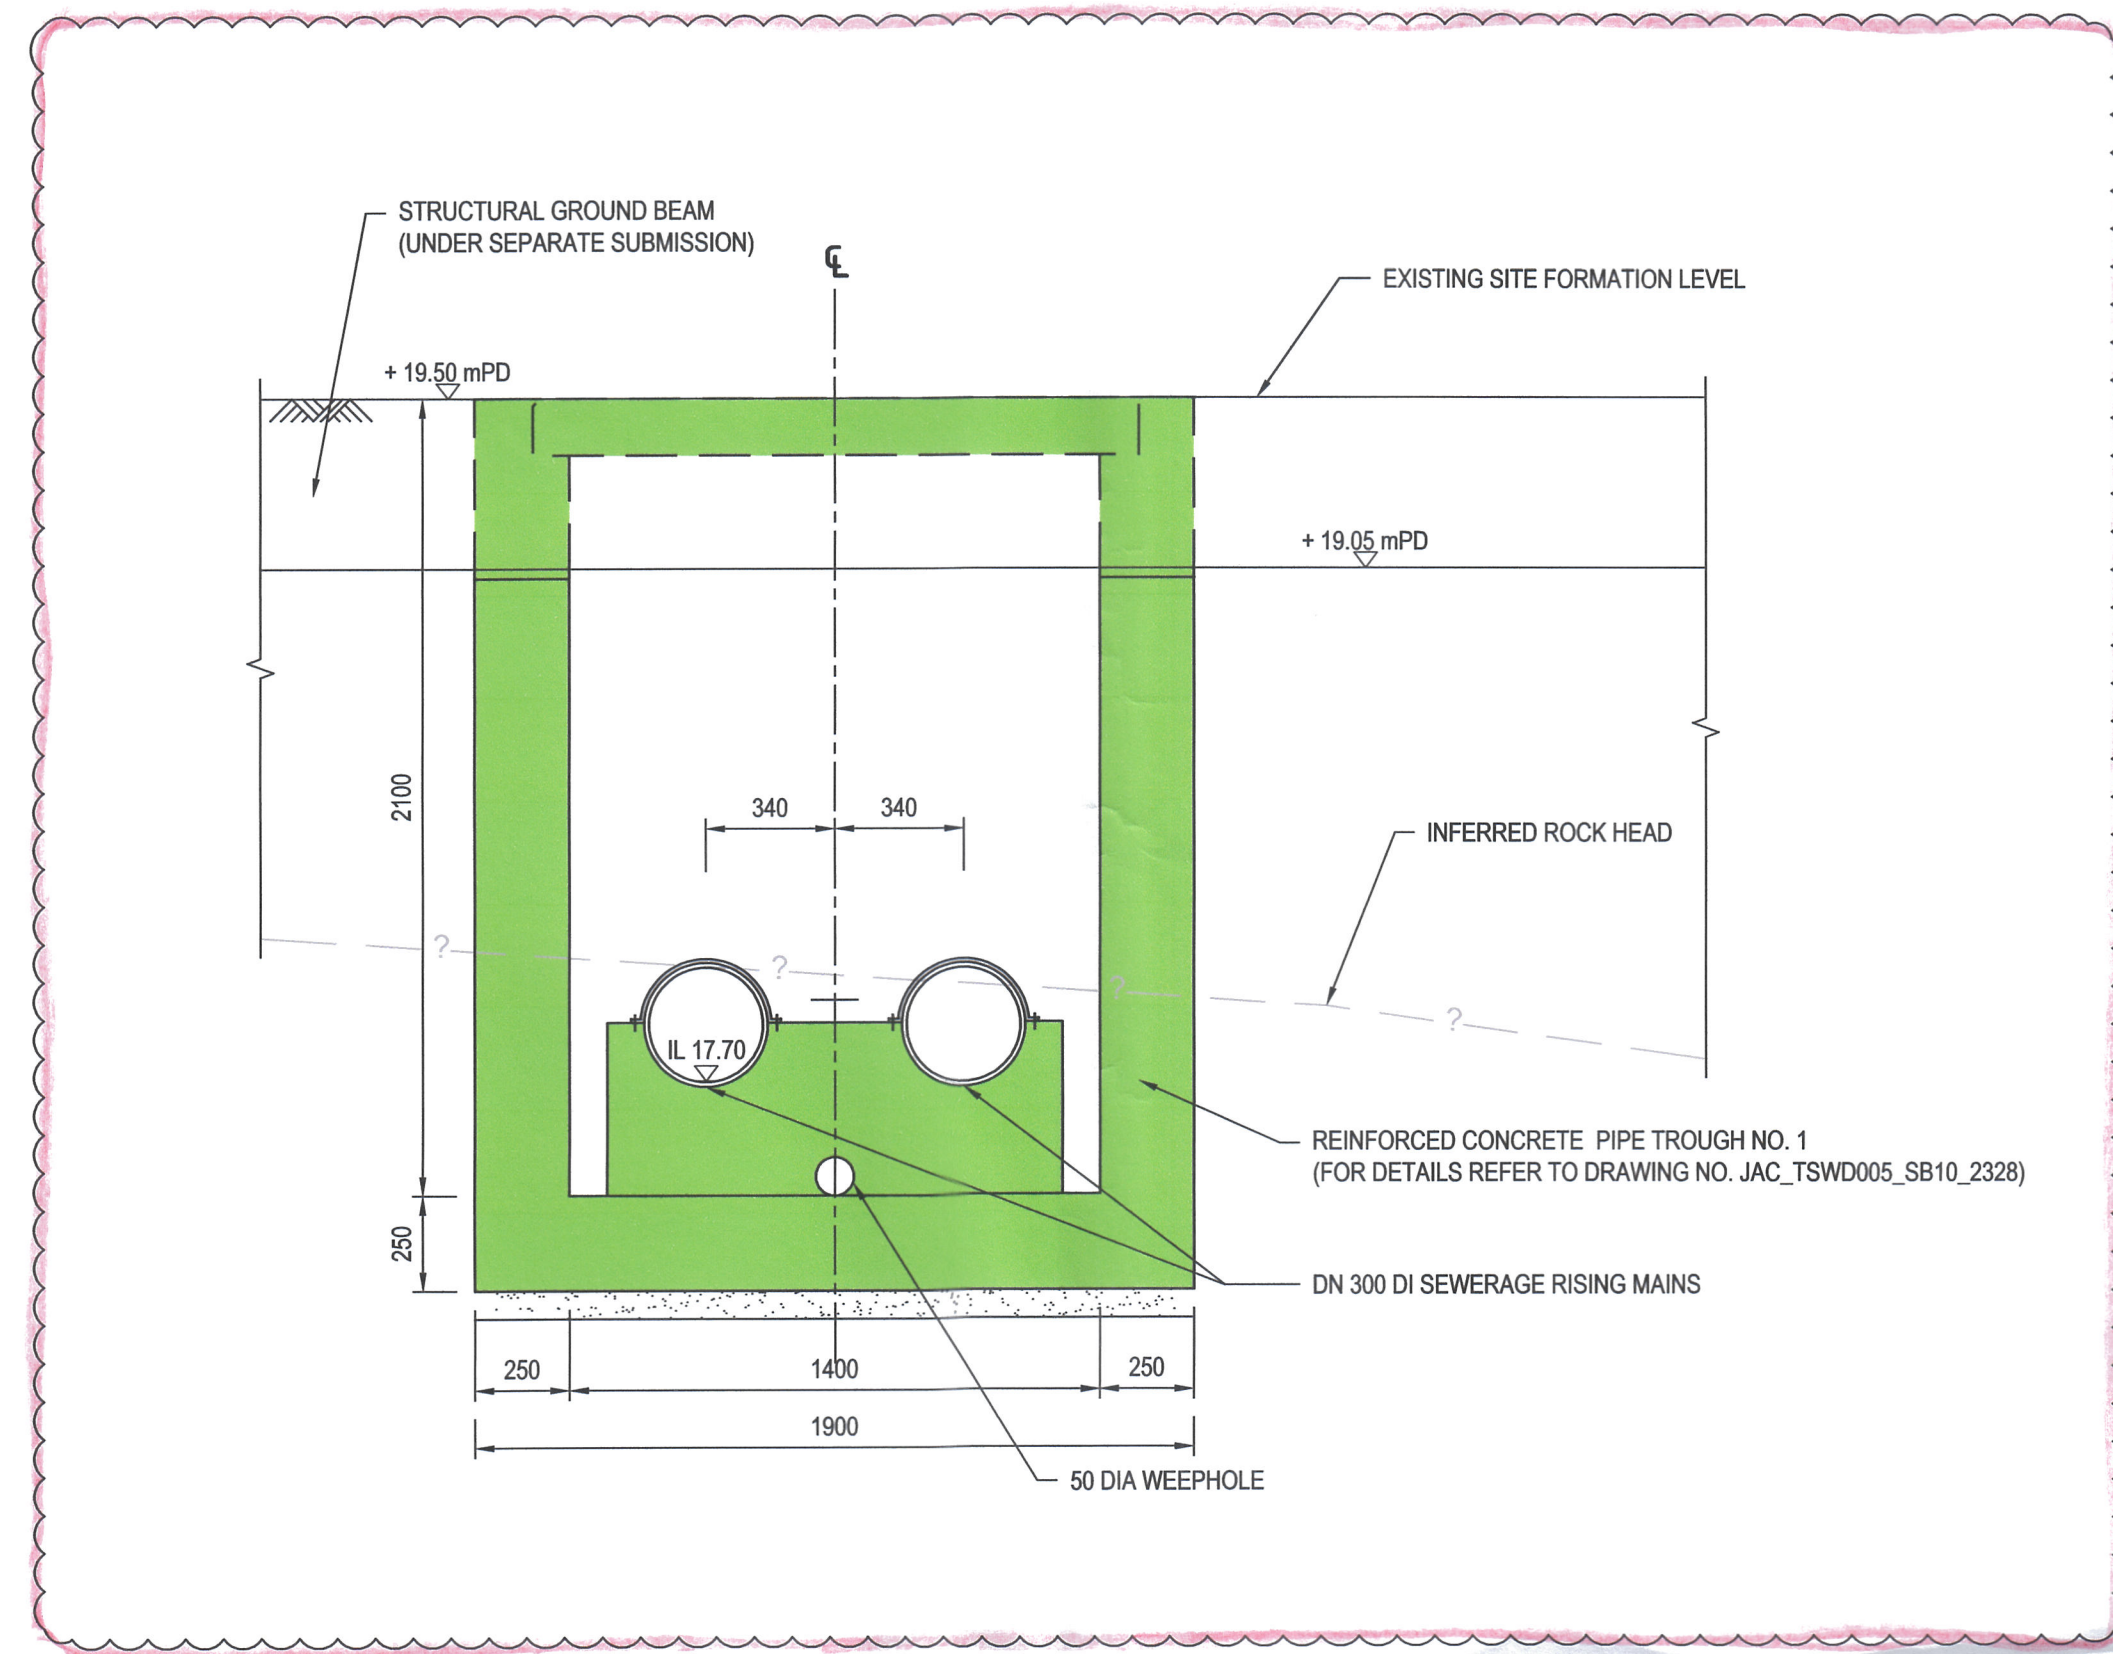 STRUCTURAL GROUND BEAM
(UNDER SEPARATE SUBMISSION)
℄
EXISTING SITE FORMATION LEVEL
+ 19.50 mPD
+ 19.05 mPD
2100
340
340
INFERRED ROCK HEAD
?
?
?
?
IL 17.70
REINFORCED CONCRETE PIPE TROUGH NO. 1
(FOR DETAILS REFER TO DRAWING NO. JAC_TSWD005_SB10_2328)
250
DN 300 DI SEWERAGE RISING MAINS
250
1400
250
1900
50 DIA WEEPHOLE